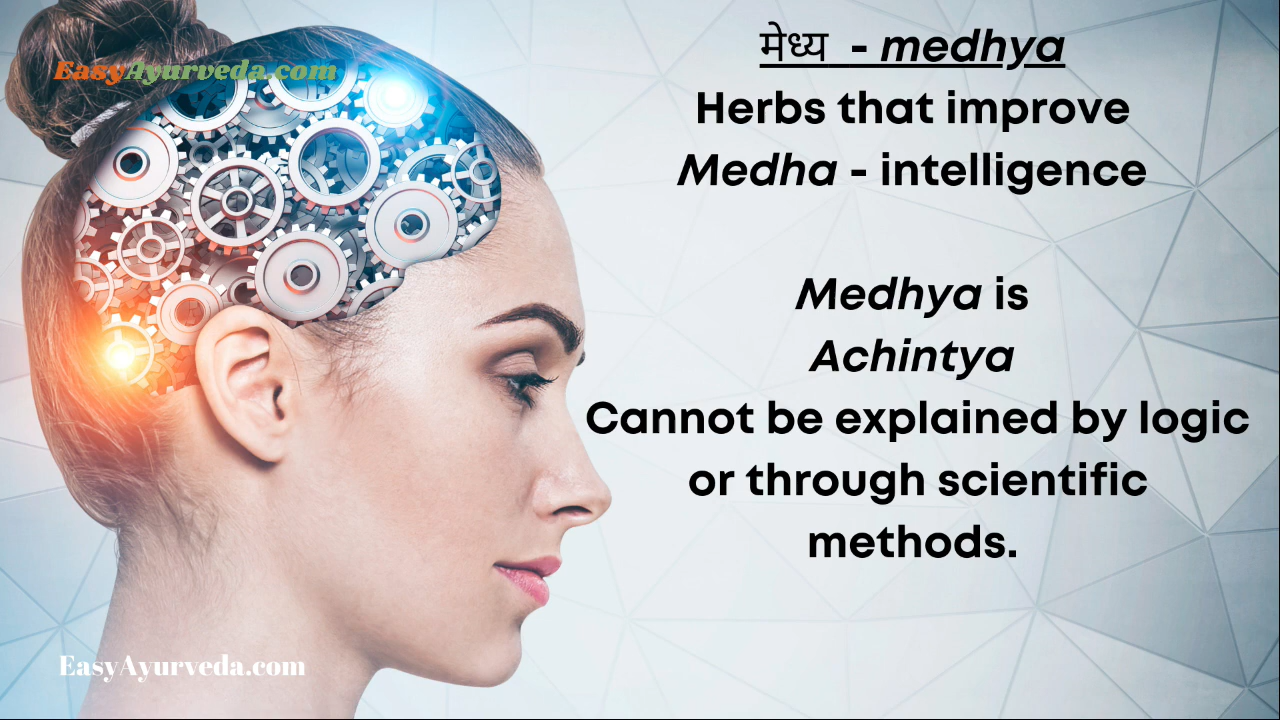 EasyAyurveda.com
मेध्य - medhya
Herbs that improve
Medha - intelligence
Medhya is
Achintya
Cannot be explained by logic
or through scientific
methods.
EasyAyurveda.com